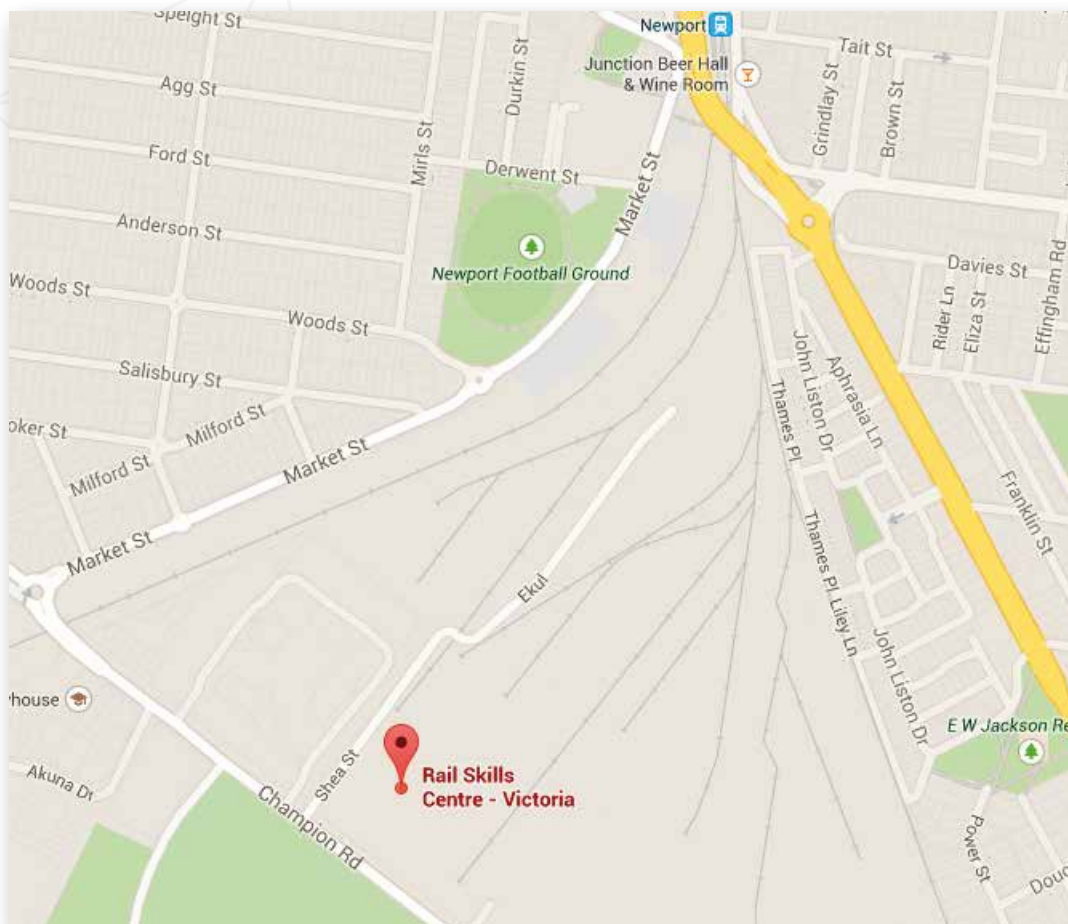 Speight St
Newport
Tait St
Junction Beer Hall
& Wine Room
Durkin St
Agg St
Grindlay St
Brown St
Mirls St
Ford St
Derwent St
Market St
Anderson St
Newport Football Ground
Davies St
Effingham Rd
Woods St
Rider Ln
Eliza St
Woods St
John Liston Dr
Aphrasia Ln
Salisbury St
Thames Pl
Milford St
oker St
Market St
Milford St
Franklin St
Thames Pl
Market St
Ekul
Liley Ln
John Liston Dr
house
E W Jackson Re
Shea St
Rail Skills
Centre - Victoria
Akuna Dr
Champion Rd
Power St
Doug